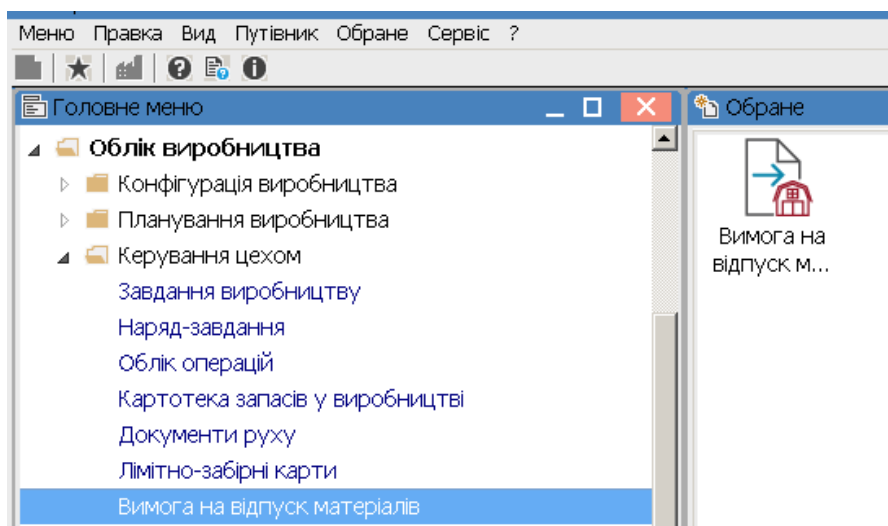 Меню Правка Вид Путівник Обране Сервіс ?
Головне меню
Облік виробництва
Конфігурація виробництва
Планування виробництва
Керування цехом
Завдання виробництву
Наряд-завдання
Облік операцій
Картотека запасів у виробництві
Документи руху
Лімітно-забірні карти
Вимога на відпуск матеріалів
Обране
Вимога на
відпуск м...